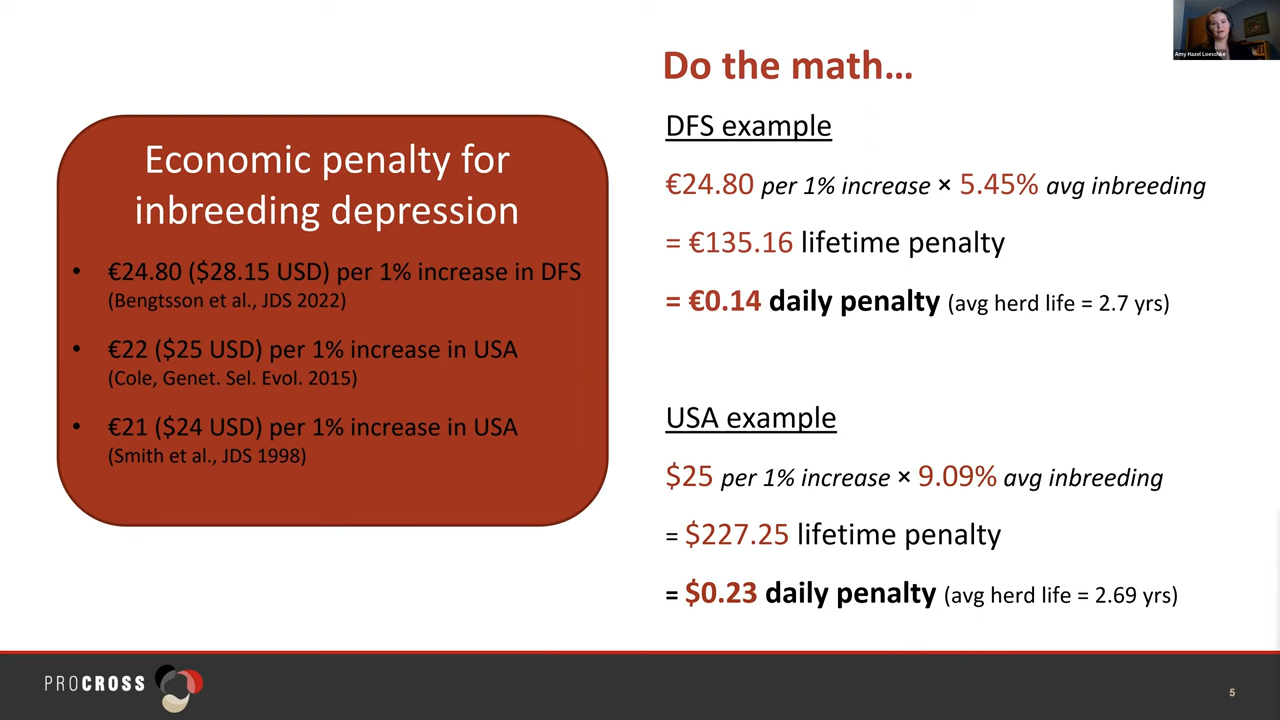 Amy Hazel Loeschke
Do the math…
Economic penalty for
inbreeding depression
• €24.80 ($28.15 USD) per 1% increase in DFS
(Bengtsson et al., JDS 2022)
• €22 ($25 USD) per 1% increase in USA
(Cole, Genet. Sel. Evol. 2015)
• €21 ($24 USD) per 1% increase in USA
(Smith et al., JDS 1998)
DFS example
€24.80 per 1% increase × 5.45% avg inbreeding
= €135.16 lifetime penalty
= €0.14 daily penalty (avg herd life = 2.7 yrs)
USA example
$25 per 1% increase × 9.09% avg inbreeding
= $227.25 lifetime penalty
= $0.23 daily penalty (avg herd life = 2.69 yrs)
PROCROSS
5